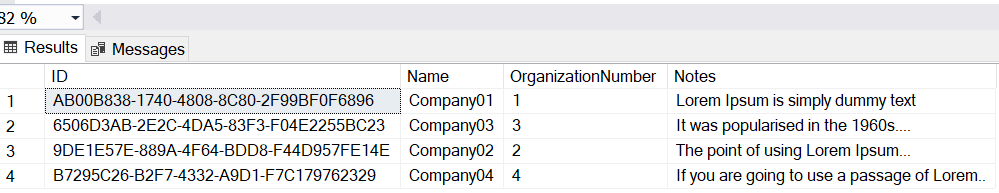 82 %
Results Messages
ID Name OrganizationNumber Notes
1 AB00B838-1740-4808-8C80-2F99BF0F6896 Company01 1 Lorem Ipsum is simply dummy text
2 6506D3AB-2E2C-4DA5-83F3-F04E2255BC23 Company03 3 It was popularised in the 1960s....
3 9DE1E57E-889A-4F64-BDD8-F44D957FE14E Company02 2 The point of using Lorem Ipsum...
4 B7295C26-B2F7-4332-A9D1-F7C179762329 Company04 4 If you are going to use a passage of Lorem..